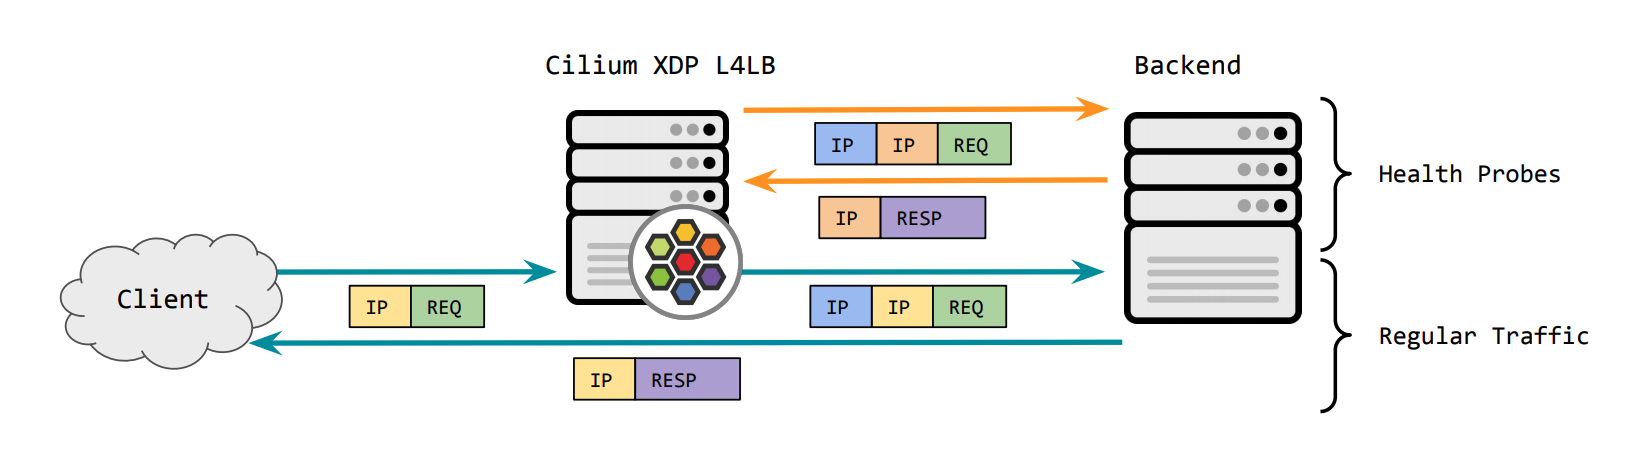 Cilium XDP L4LB
Backend
IP IP REQ
Health Probes
IP RESP
Client
IP REQ
IP IP REQ
Regular Traffic
IP RESP